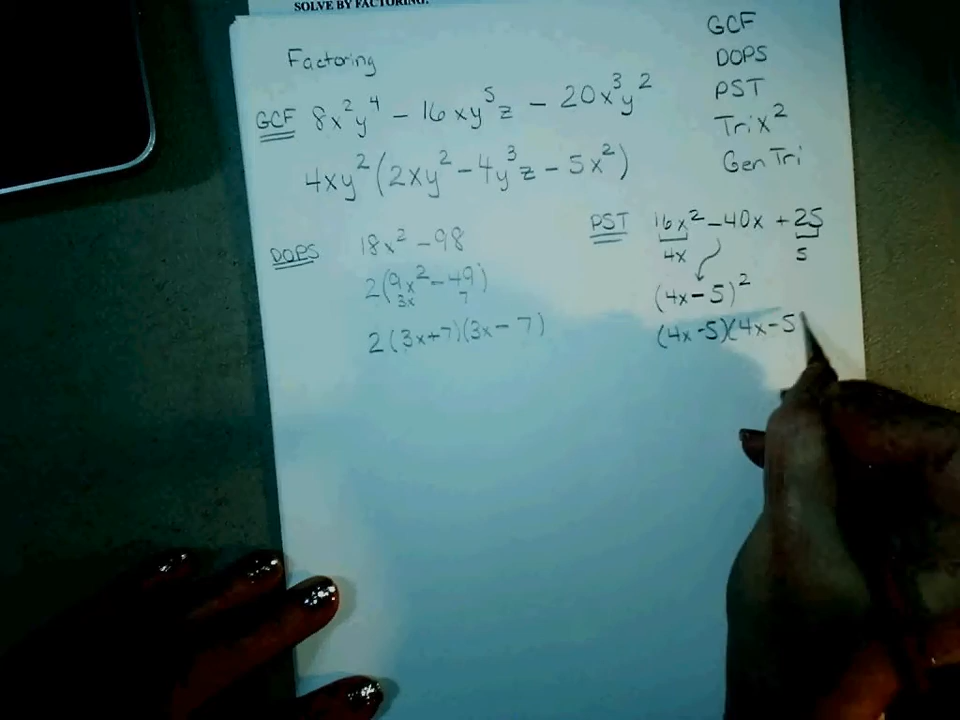 SOLVE BY FACTORING.
Factoring
GCF 8x²y⁴ - 16xy⁵z - 20x³y²
4xy²(2xy² - 4y³z - 5x²)
GCF
DOPS
PST
Trix²
GenTri
DOPS 18x² - 98
2(9x² - 49)
3x 7
2(3x+7)(3x-7)
PST 16x² - 40x + 25
4x 5
(4x-5)²
(4x-5)(4x-5